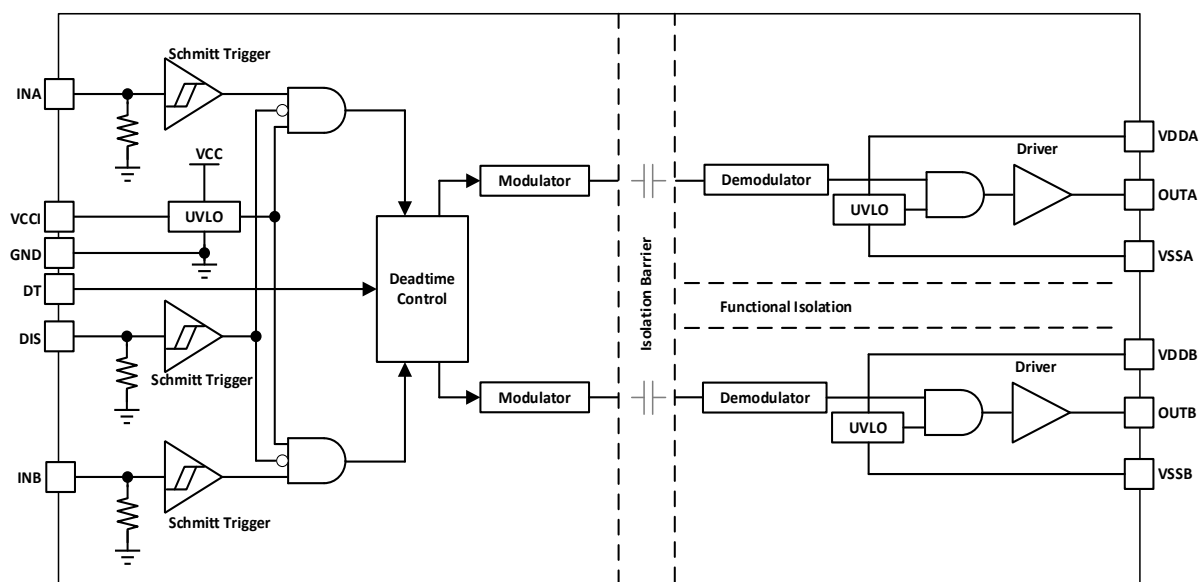 Schmitt Trigger
INA
VCC
VCCI
UVLO
GND
DT
DIS
Schmitt Trigger
INB
Schmitt Trigger
Deadtime
Control
Modulator
Modulator
Isolation Barrier
Demodulator
UVLO
Driver
VDDA
OUTA
VSSA
Functional Isolation
Demodulator
UVLO
Driver
VDDB
OUTB
VSSB